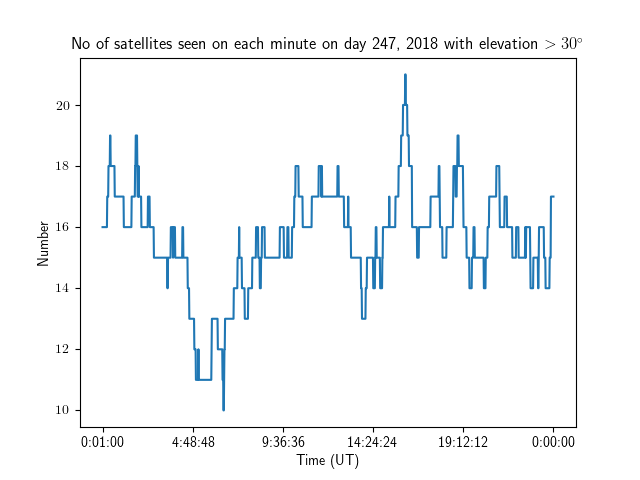 No of satellites seen on each minute on day 247, 2018 with elevation > 30°
Number
20
18
16
14
12
10
0:01:00 4:48:48 9:36:36 14:24:24 19:12:12 0:00:00
Time (UT)